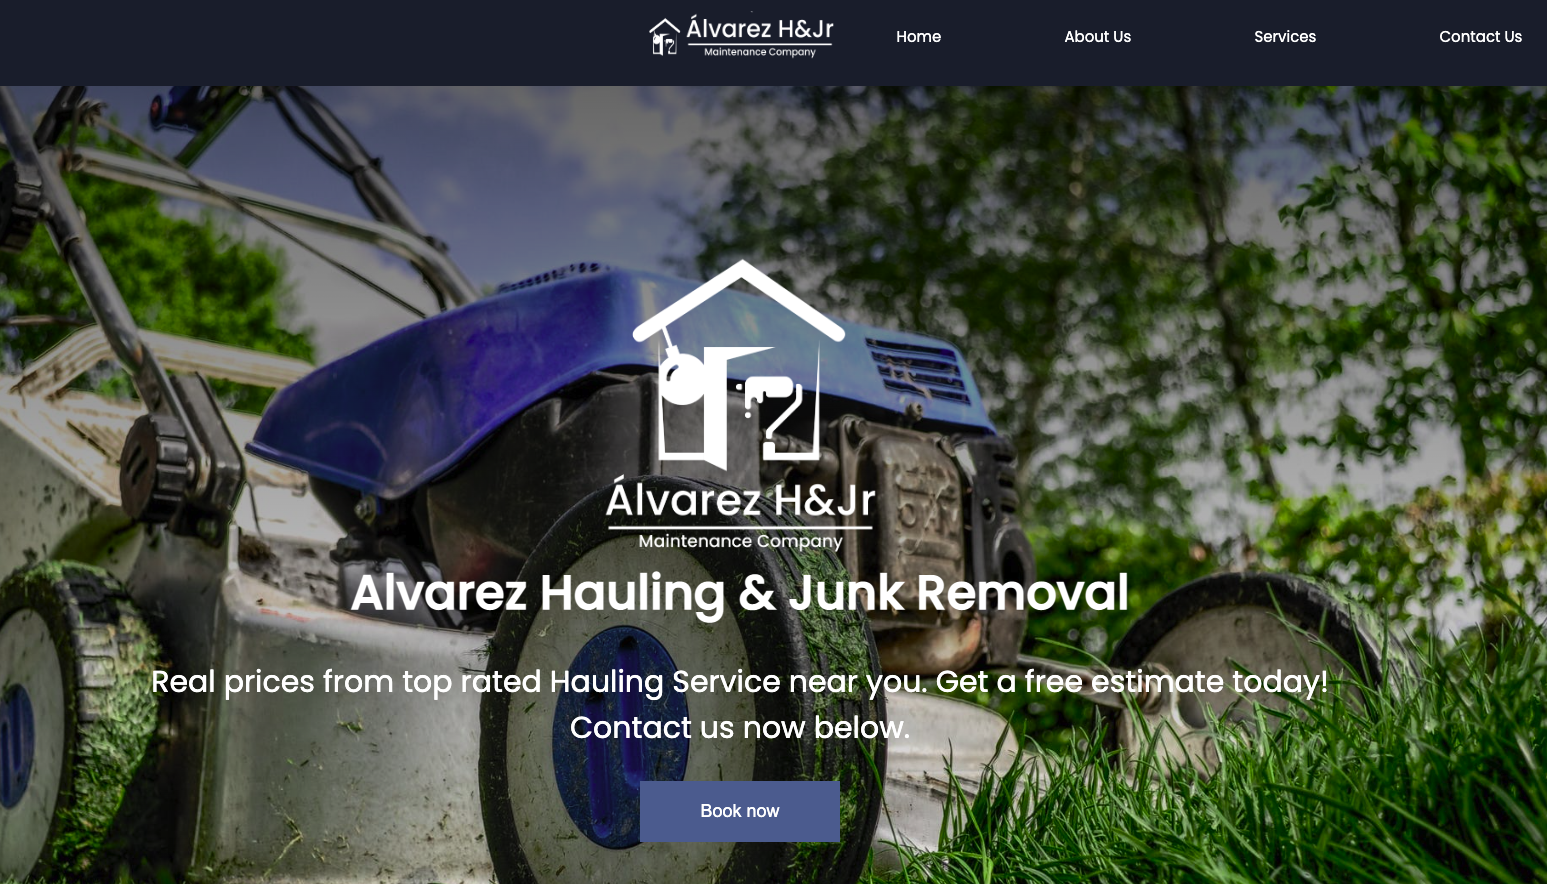 Álvarez H&Jr
Maintenance Company
Home
About Us
Services
Contact Us
Álvarez H&Jr
Maintenance Company
Alvarez Hauling & Junk Removal
Real prices from top rated Hauling Service near you. Get a free estimate today!
Contact us now below.
Book now